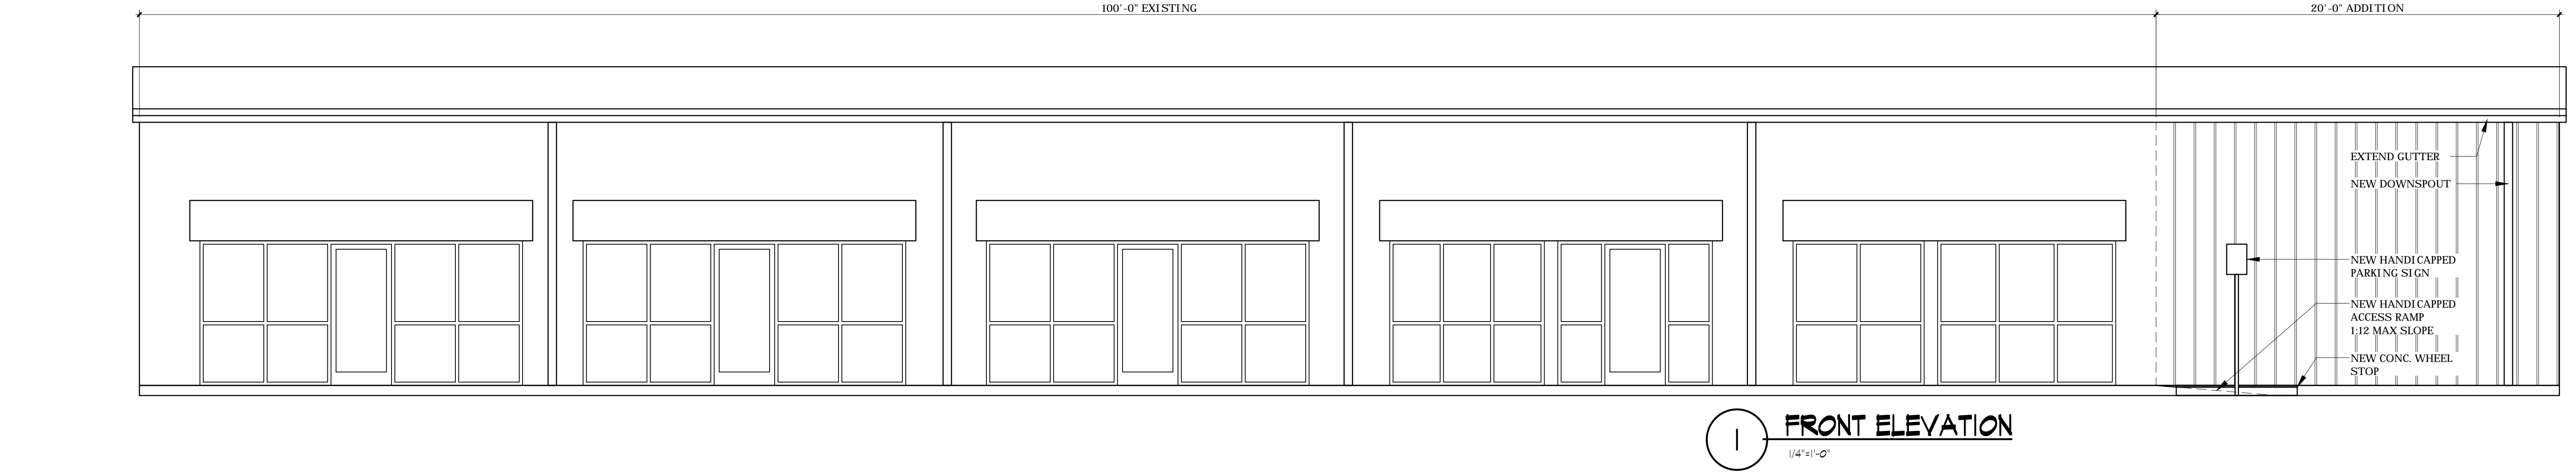 100'-0" EXISTING
20'-0" ADDITION
EXTEND GUTTER
NEW DOWNSPOUT
NEW HANDICAPPED
PARKING SIGN
NEW HANDICAPPED
ACCESS RAMP
1:12 MAX SLOPE
NEW CONC. WHEEL
STOP
1
FRONT ELEVATION
1/4"=1'-0"